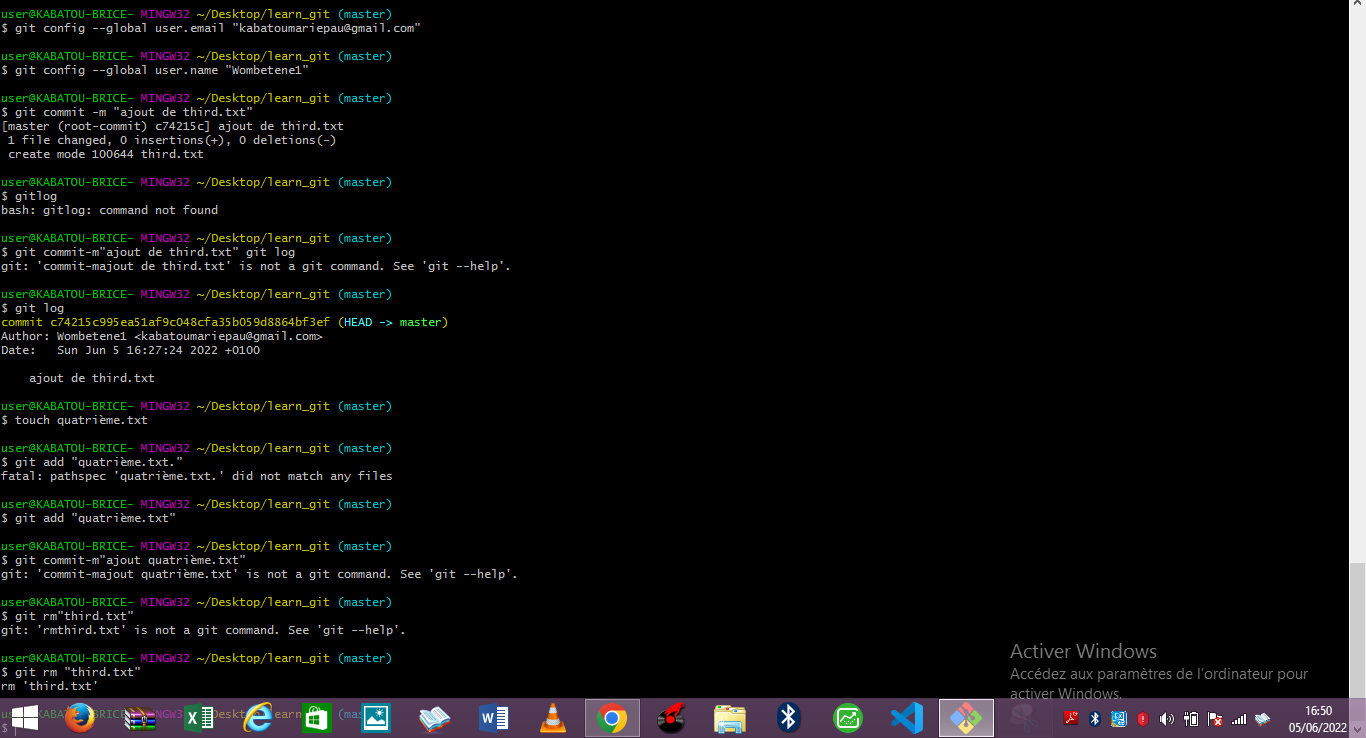 user@KABATOU-BRICE- MINGW32 ~/Desktop/learn_git (master)
$ git config --global user.email "kabatoumariepau@gmail.com"
user@KABATOU-BRICE- MINGW32 ~/Desktop/learn_git (master)
$ git config --global user.name "Wombetene1"
user@KABATOU-BRICE- MINGW32 ~/Desktop/learn_git (master)
$ git commit -m "ajout de third.txt"
[master (root-commit) c74215c] ajout de third.txt
1 file changed, 0 insertions(+), 0 deletions(-)
create mode 100644 third.txt
user@KABATOU-BRICE- MINGW32 ~/Desktop/learn_git (master)
$ gitlog
bash: gitlog: command not found
user@KABATOU-BRICE- MINGW32 ~/Desktop/learn_git (master)
$ git commit-m"ajout de third.txt" git log
git: 'commit-majout de third.txt' is not a git command. See 'git --help'.
user@KABATOU-BRICE- MINGW32 ~/Desktop/learn_git (master)
$ git log
commit c74215c995ea51af9c048cfa35b059d8864bf3ef (HEAD -> master)
Author: Wombetene1 <kabatoumariepau@gmail.com>
Date:   Sun Jun 5 16:27:24 2022 +0100
ajout de third.txt
user@KABATOU-BRICE- MINGW32 ~/Desktop/learn_git (master)
$ touch quatrième.txt
user@KABATOU-BRICE- MINGW32 ~/Desktop/learn_git (master)
$ git add "quatrième.txt."
fatal: pathspec 'quatrième.txt.' did not match any files
user@KABATOU-BRICE- MINGW32 ~/Desktop/learn_git (master)
$ git add "quatrième.txt"
user@KABATOU-BRICE- MINGW32 ~/Desktop/learn_git (master)
$ git commit-m"ajout quatrième.txt"
git: 'commit-majout quatrième.txt' is not a git command. See 'git --help'.
user@KABATOU-BRICE- MINGW32 ~/Desktop/learn_git (master)
$ git rm"third.txt"
git: 'rmthird.txt' is not a git command. See 'git --help'.
user@KABATOU-BRICE- MINGW32 ~/Desktop/learn_git (master)
$ git rm "third.txt"
rm 'third.txt'
Activer Windows
Accédez aux paramètres de l'ordinateur pour
activer Windows.
$
16:50
05/06/2022